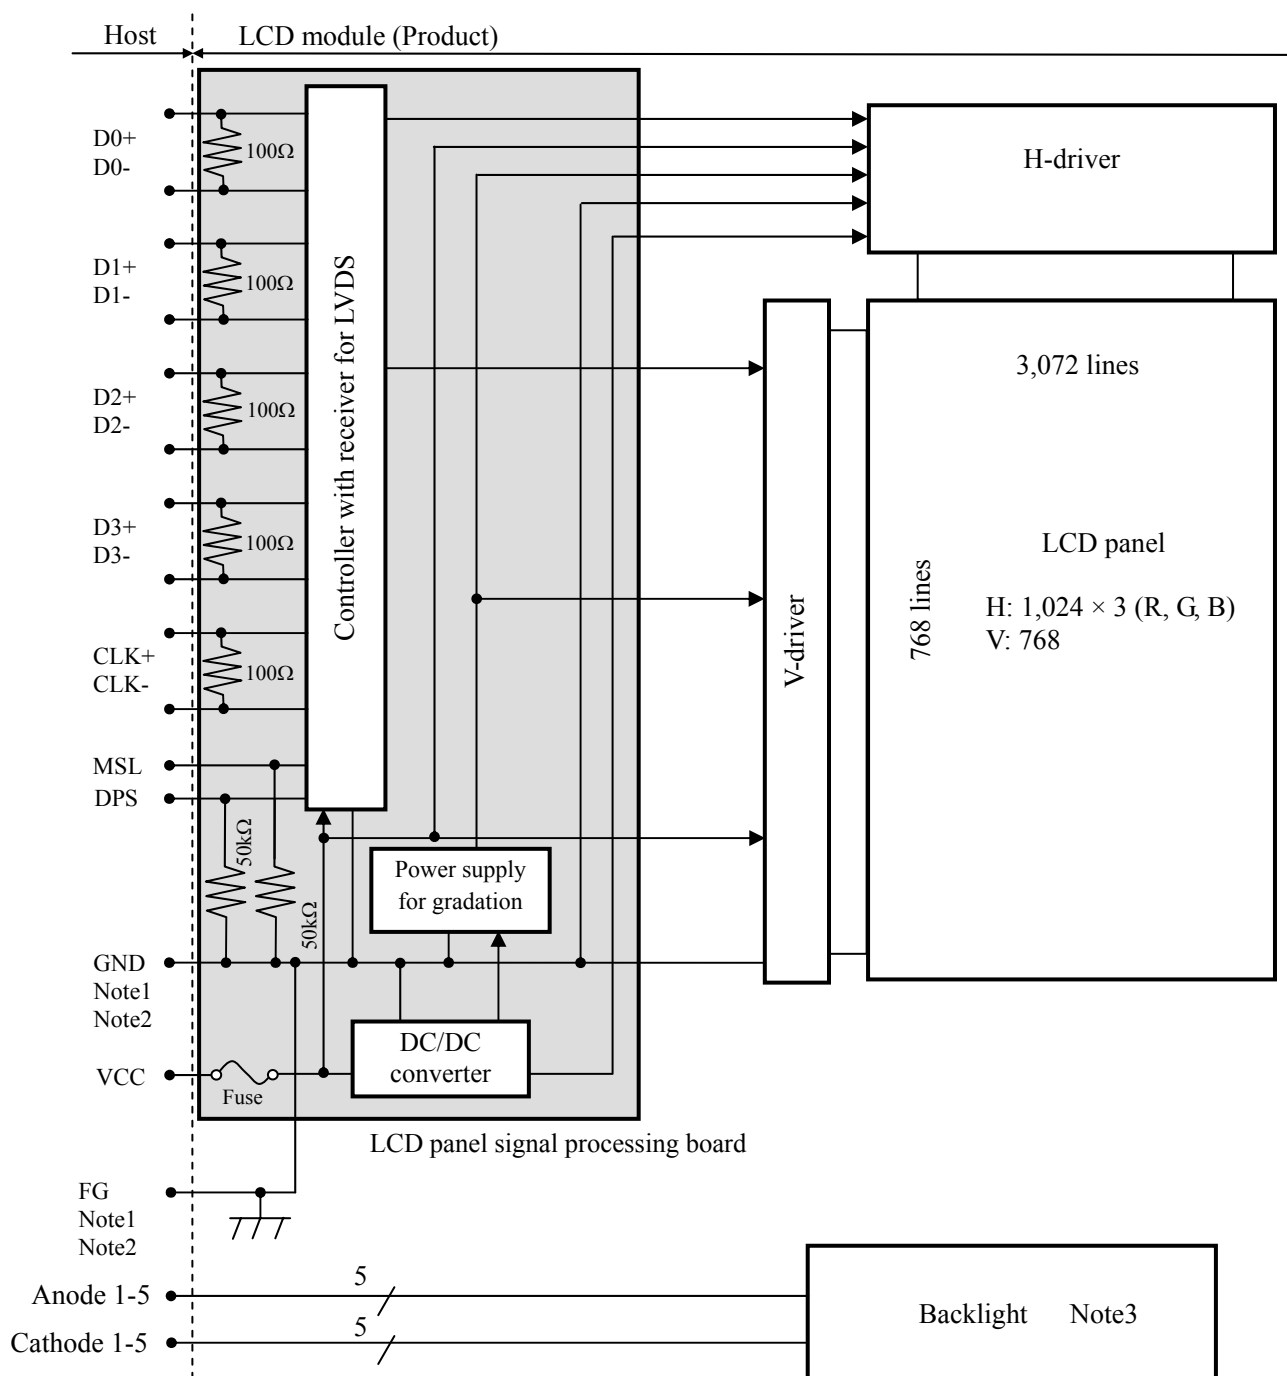 Host
LCD module (Product)
D0+
D0-
100Ω
D1+
D1-
100Ω
D2+
D2-
100Ω
D3+
D3-
100Ω
CLK+
CLK-
100Ω
MSL
DPS
50kΩ
50kΩ
GND
Note1
Note2
VCC
Fuse
Controller with receiver for LVDS
Power supply
for gradation
DC/DC
converter
LCD panel signal processing board
H-driver
V-driver
3,072 lines
768 lines
LCD panel
H: 1,024 × 3 (R, G, B)
V: 768
FG
Note1
Note2
Anode 1-5
5
Cathode 1-5
5
Backlight Note3